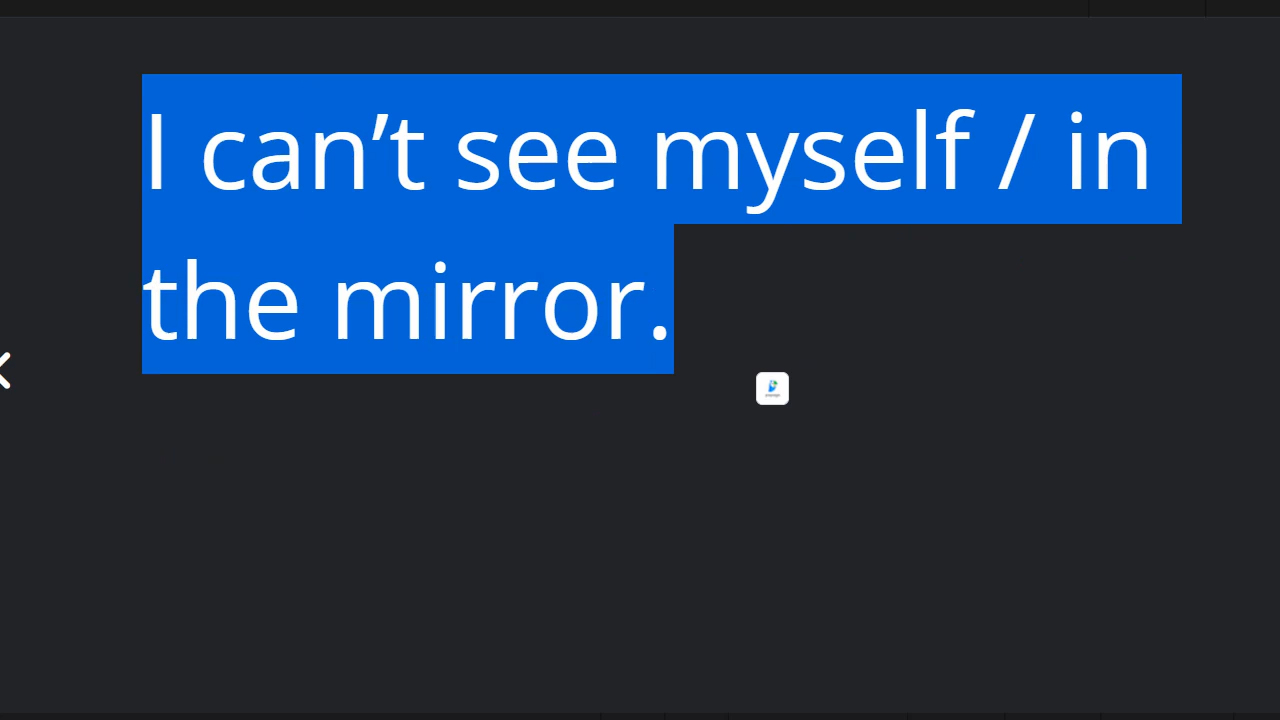 I can’t see myself / in
the mirror.